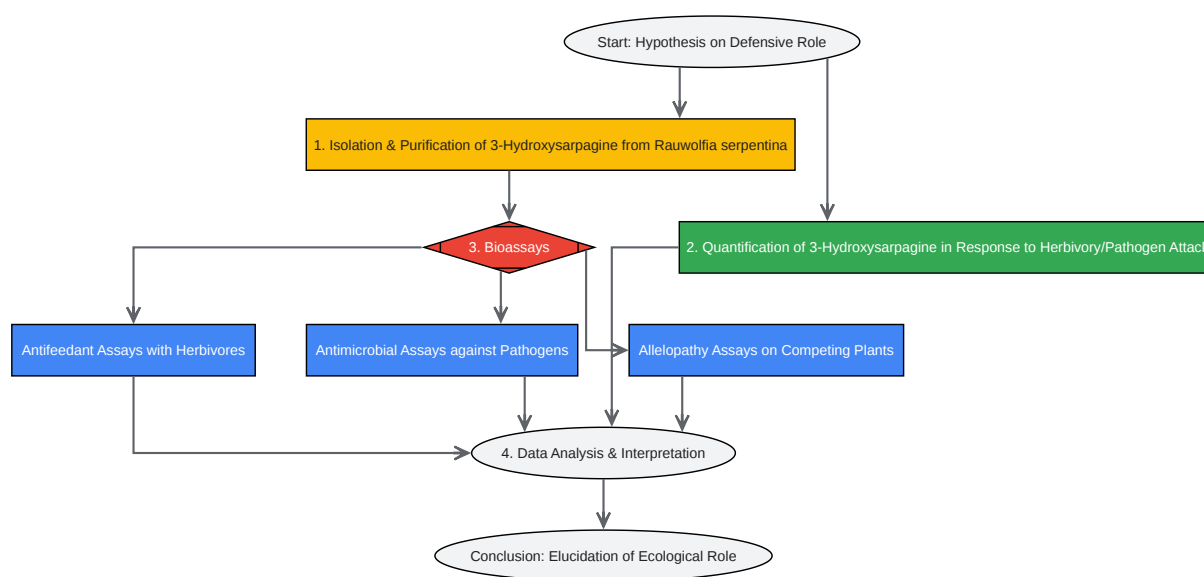 Start: Hypothesis on Defensive Role
1. Isolation & Purification of 3-Hydroxysarpagine from Rauwolfia serpentina
3. Bioassays
2. Quantification of 3-Hydroxysarpagine in Response to Herbivory/Pathogen Attack
Antifeedant Assays with Herbivores
Antimicrobial Assays against Pathogens
Allelopathy Assays on Competing Plants
4. Data Analysis & Interpretation
Conclusion: Elucidation of Ecological Role